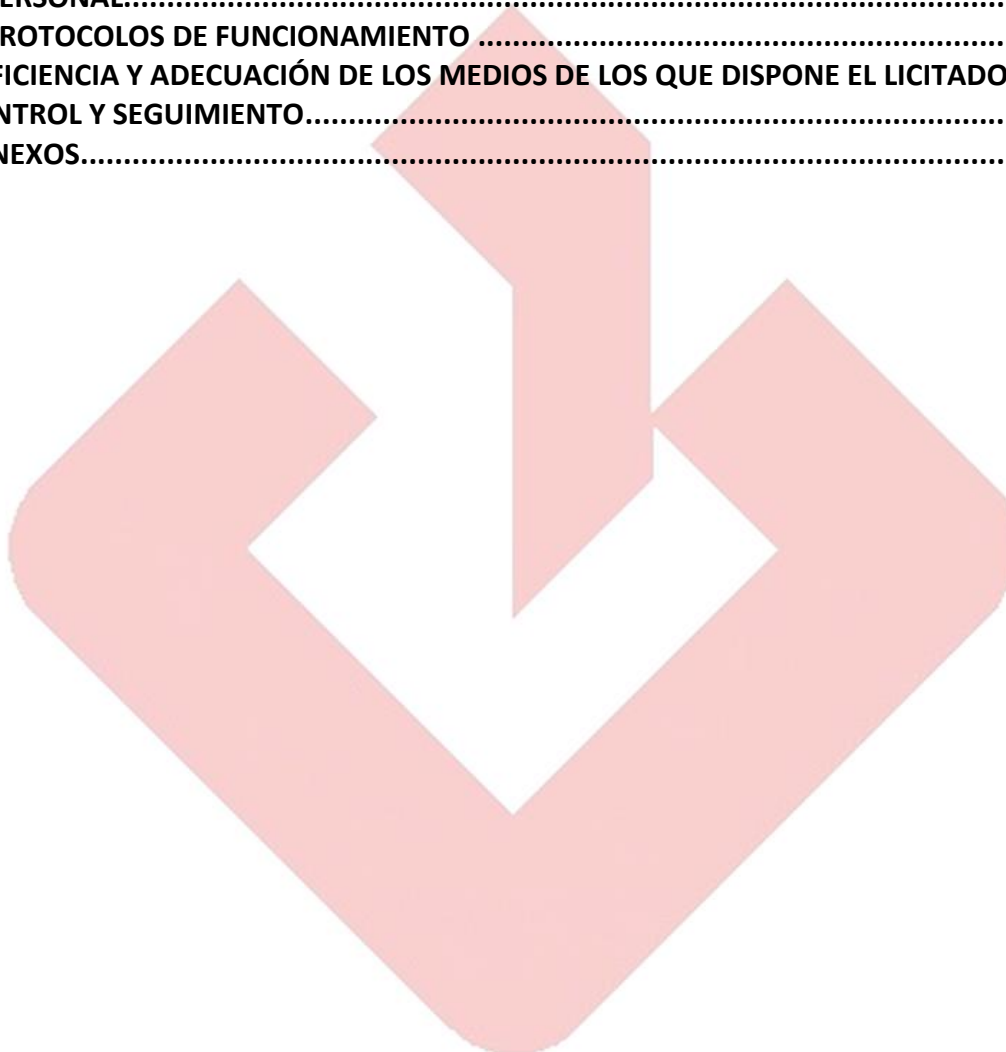 ERSONAL........................................................................................................
ROTOCOLOS DE FUNCIONAMIENTO ................................................................
FICIENCIA Y ADECUACIÓN DE LOS MEDIOS DE LOS QUE DISPONE EL LICITADO
NTROL Y SEGUIMIENTO...................................................................................
NEXOS..............................................................................................................